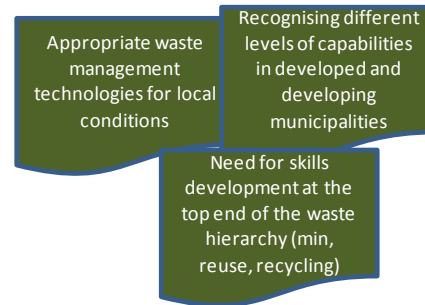 Appropriate waste
management
technologies for local
conditions
Recognising different
levels of capabilities
in developed and
developing
municipalities
Need for skills
development at the
top end of the waste
hierarchy (min,
reuse, recycling)